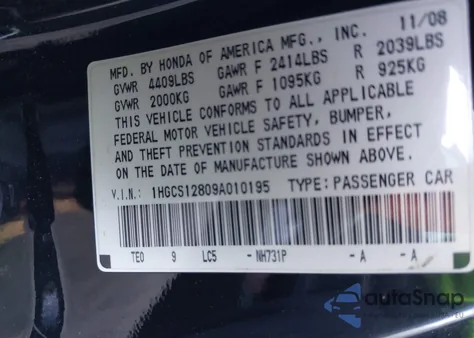 MFD. BY HONDA OF AMERICA MFG., INC. 11/08
GVWR 4409LBS GAWR F 2414LBS R 2039LBS
GVWR 2000KG GAWR F 1095KG R 925KG
THIS VEHICLE CONFORMS TO ALL APPLICABLE
FEDERAL MOTOR VEHICLE SAFETY, BUMPER,
AND THEFT PREVENTION STANDARDS IN EFFECT
ON THE DATE OF MANUFACTURE SHOWN ABOVE.
V.I.N.: 1HGCS12809A010195 TYPE: PASSENGER CAR
TE0 9 LC5 - NH731P - A - A
autoSnap